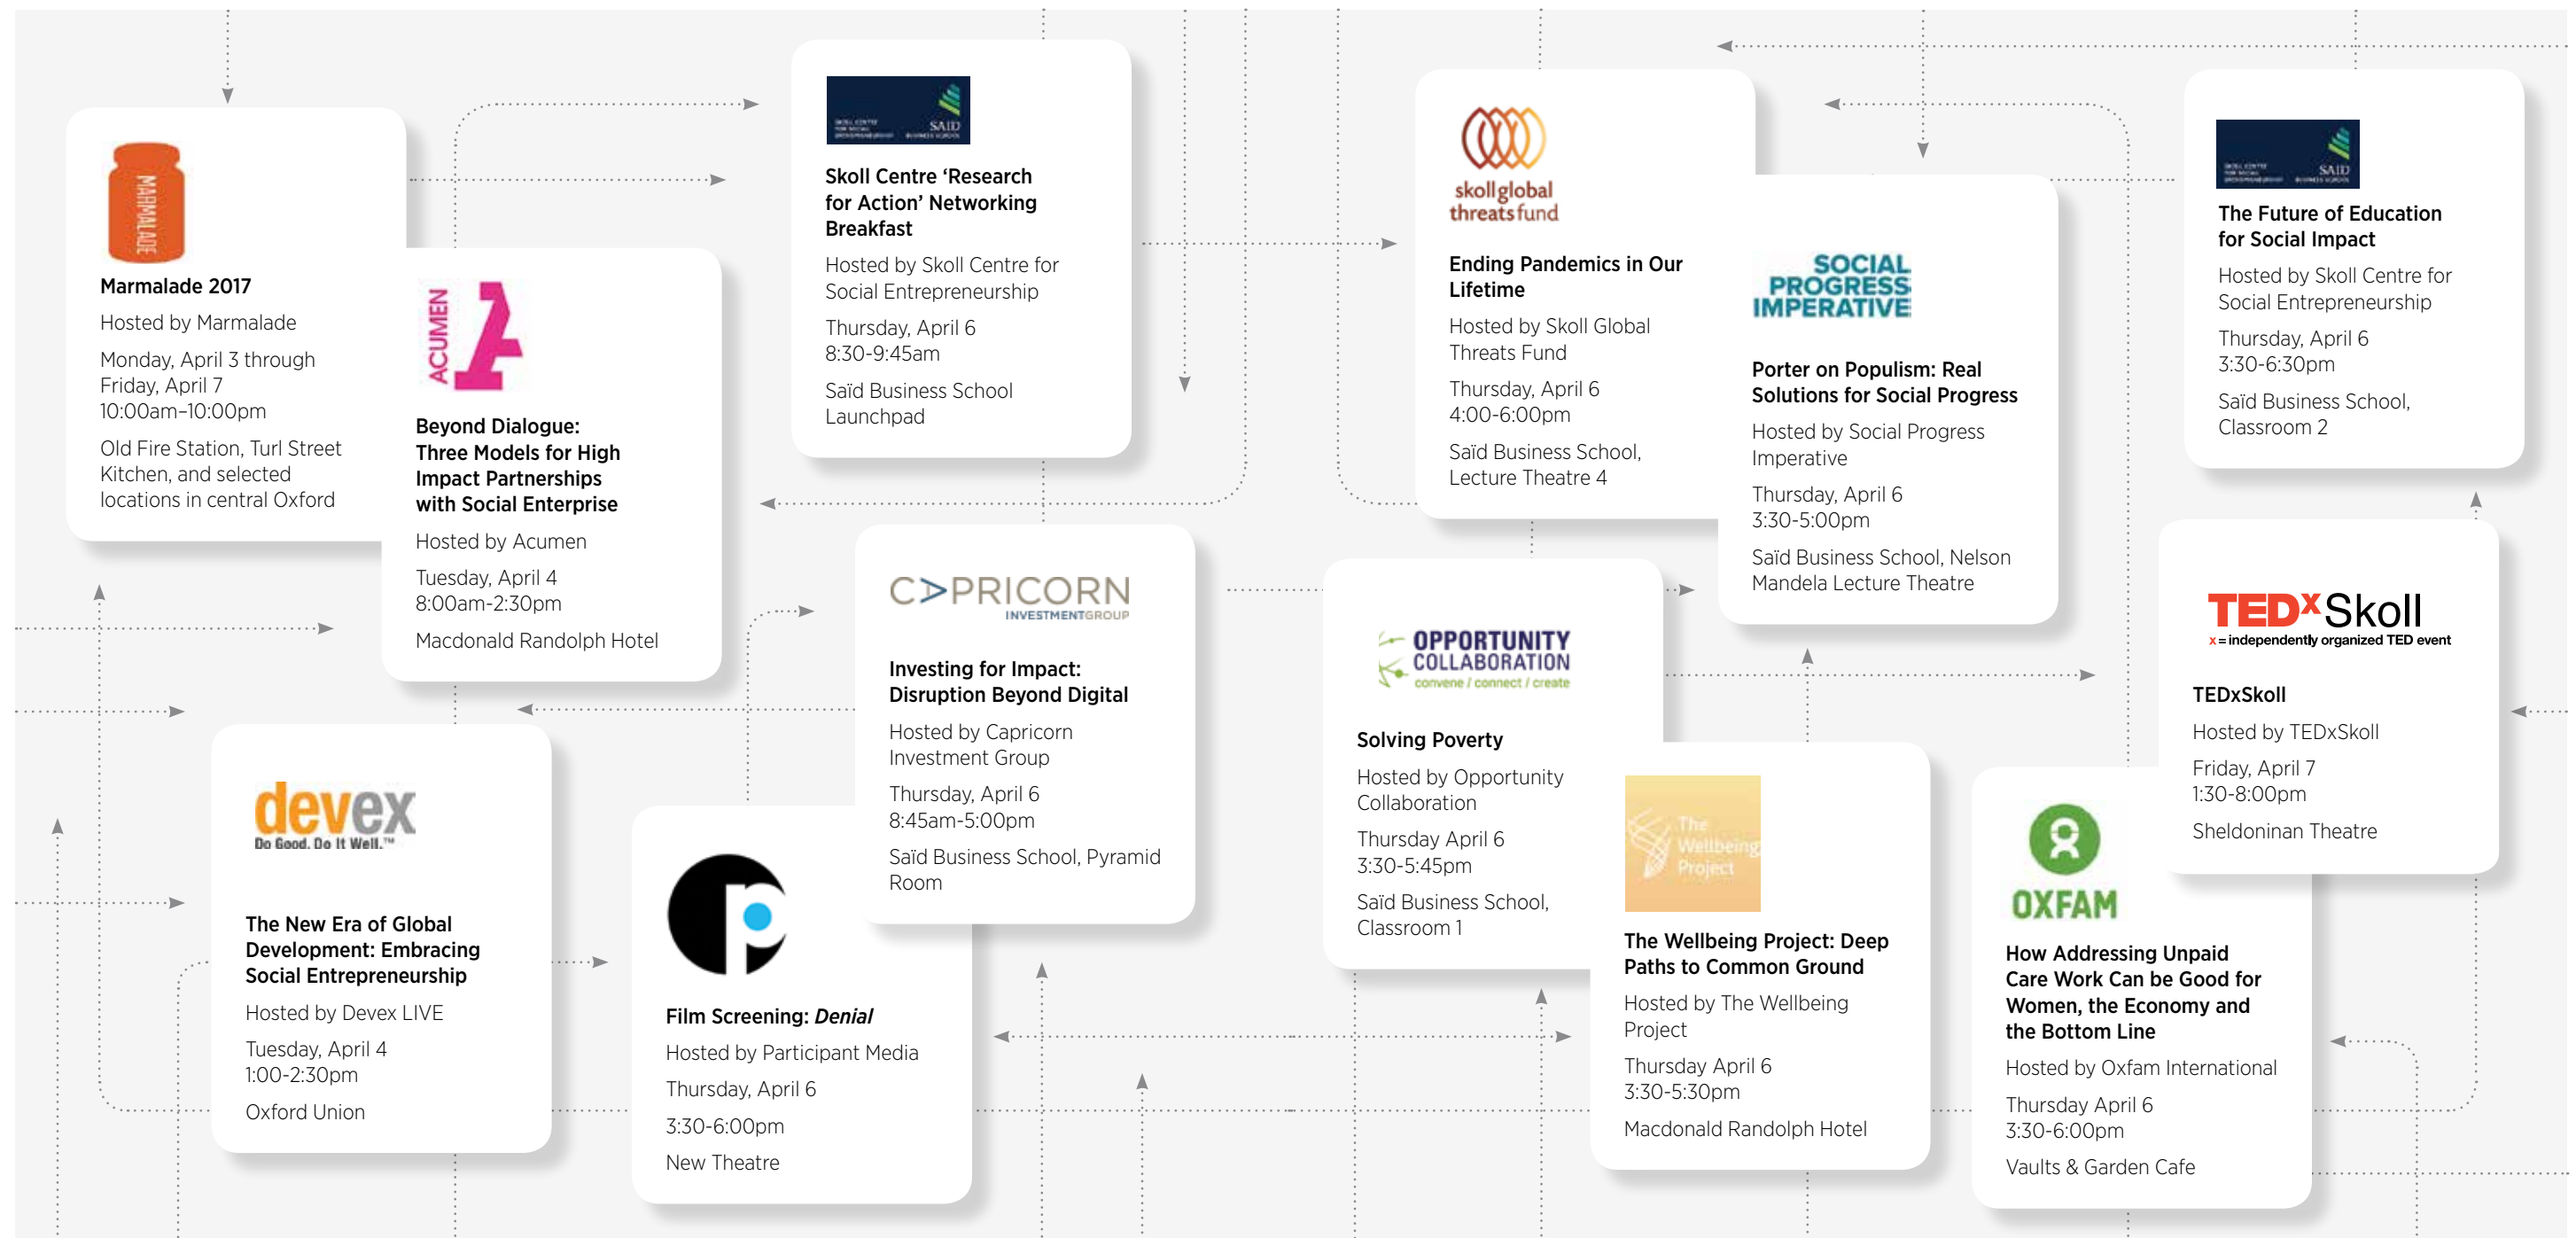 MARMALADE
Marmalade 2017
Hosted by Marmalade
Monday, April 3 through
Friday, April 7
10:00am–10:00pm
Old Fire Station, Turl Street
Kitchen, and selected
locations in central Oxford
ACUMEN
Beyond Dialogue:
Three Models for High
Impact Partnerships
with Social Enterprise
Hosted by Acumen
Tuesday, April 4
8:00am-2:30pm
Macdonald Randolph Hotel
devex
Do Good. Do It Well.™
The New Era of Global
Development: Embracing
Social Entrepreneurship
Hosted by Devex LIVE
Tuesday, April 4
1:00-2:30pm
Oxford Union
SKOLL CENTRE
FOR SOCIAL
ENTREPRENEURSHIP
SAID
BUSINESS SCHOOL
Skoll Centre ‘Research
for Action’ Networking
Breakfast
Hosted by Skoll Centre for
Social Entrepreneurship
Thursday, April 6
8:30-9:45am
Saïd Business School
Launchpad
CAPRICORN
INVESTMENTGROUP
Investing for Impact:
Disruption Beyond Digital
Hosted by Capricorn
Investment Group
Thursday, April 6
8:45am-5:00pm
Saïd Business School, Pyramid
Room
p
Film Screening: Denial
Hosted by Participant Media
Thursday, April 6
3:30-6:00pm
New Theatre
skollglobal
threatsfund
Ending Pandemics in Our
Lifetime
Hosted by Skoll Global
Threats Fund
Thursday, April 6
4:00-6:00pm
Saïd Business School,
Lecture Theatre 4
SOCIAL
PROGRESS
IMPERATIVE
Porter on Populism: Real
Solutions for Social Progress
Hosted by Social Progress
Imperative
Thursday, April 6
3:30-5:00pm
Saïd Business School, Nelson
Mandela Lecture Theatre
OPPORTUNITY
COLLABORATION
convene / connect / create
Solving Poverty
Hosted by Opportunity
Collaboration
Thursday April 6
3:30-5:45pm
Saïd Business School,
Classroom 1
The
Wellbeing
Project
The Wellbeing Project: Deep
Paths to Common Ground
Hosted by The Wellbeing
Project
Thursday April 6
3:30-5:30pm
Macdonald Randolph Hotel
SKOLL CENTRE
FOR SOCIAL
ENTREPRENEURSHIP
SAID
BUSINESS SCHOOL
The Future of Education
for Social Impact
Hosted by Skoll Centre for
Social Entrepreneurship
Thursday, April 6
3:30-6:30pm
Saïd Business School,
Classroom 2
TEDxSkoll
x = independently organized TED event
TEDxSkoll
Hosted by TEDxSkoll
Friday, April 7
1:30-8:00pm
Sheldoninan Theatre
OXFAM
How Addressing Unpaid
Care Work Can be Good for
Women, the Economy and
the Bottom Line
Hosted by Oxfam International
Thursday April 6
3:30-6:00pm
Vaults & Garden Cafe